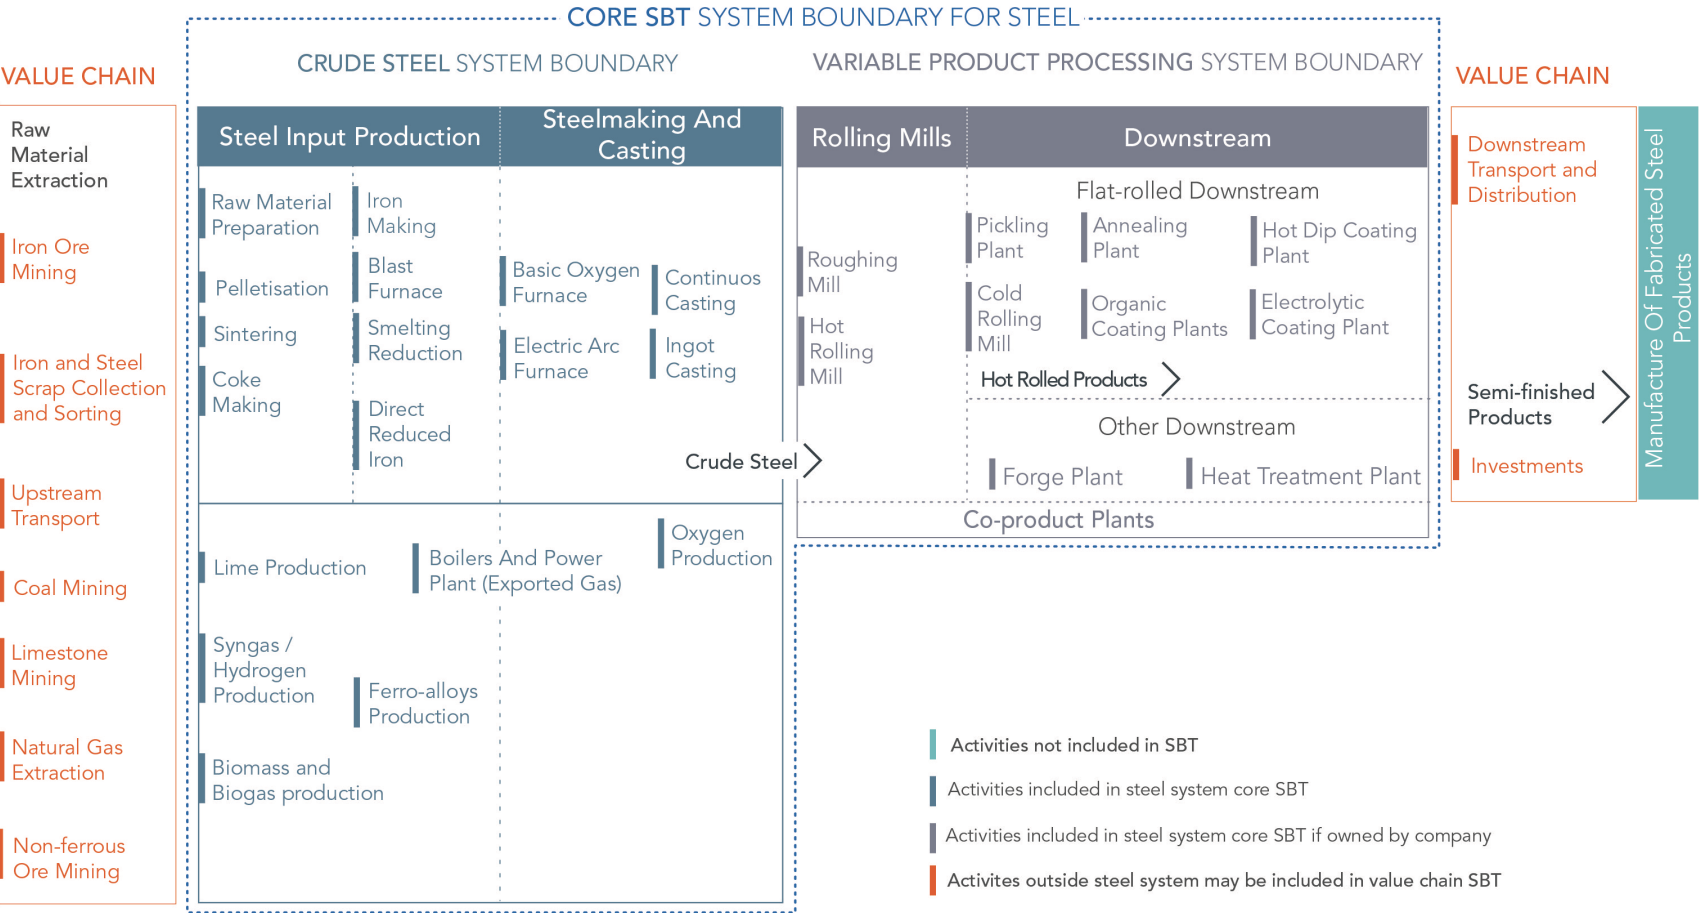 CORE SBT SYSTEM BOUNDARY FOR STEEL
CRUDE STEEL SYSTEM BOUNDARY
VARIABLE PRODUCT PROCESSING SYSTEM BOUNDARY
VALUE CHAIN
Raw
Material
Extraction
Iron Ore
Mining
Iron and Steel
Scrap Collection
and Sorting
Upstream
Transport
Coal Mining
Limestone
Mining
Natural Gas
Extraction
Non-ferrous
Ore Mining
Steel Input Production
Raw Material
Preparation
Pelletisation
Sintering
Coke
Making
Iron
Making
Blast
Furnace
Smelting
Reduction
Direct
Reduced
Iron
Steelmaking And
Casting
Basic Oxygen
Furnace
Electric Arc
Furnace
Continuos
Casting
Ingot
Casting
Crude Steel
Lime Production
Boilers And Power
Plant (Exported Gas)
Oxygen
Production
Syngas /
Hydrogen
Production
Ferro-alloys
Production
Biomass and
Biogas production
Rolling Mills
Roughing
Mill
Hot
Rolling
Mill
Downstream
Flat-rolled Downstream
Pickling
Plant
Annealing
Plant
Hot Dip Coating
Plant
Cold
Rolling
Mill
Organic
Coating Plants
Electrolytic
Coating Plant
Hot Rolled Products
Other Downstream
Forge Plant
Heat Treatment Plant
Co-product Plants
VALUE CHAIN
Downstream
Transport and
Distribution
Semi-finished
Products
Investments
Manufacture Of Fabricated Steel
Products
Activities not included in SBT
Activities included in steel system core SBT
Activities included in steel system core SBT if owned by company
Activites outside steel system may be included in value chain SBT